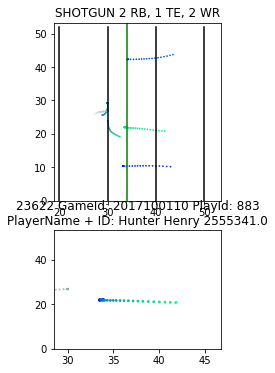 SHOTGUN 2 RB, 1 TE, 2 WR
50
40
30
20
10
0
20 30 40 50
23622 GameId: 2017100110 PlayId: 883
PlayerName + ID: Hunter Henry 2555341.0
40
20
0
30 35 40 45